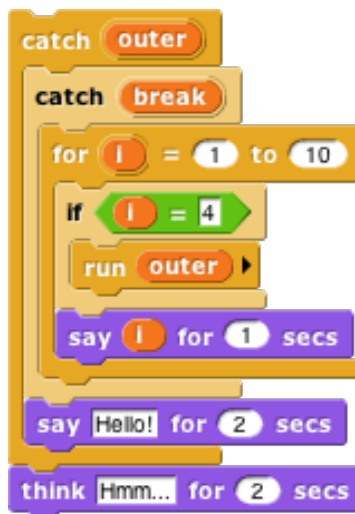 catch outer
catch break
for i = 1 to 10
if i = 4
run outer
say i for 1 secs
say Hello! for 2 secs
think Hmm... for 2 secs